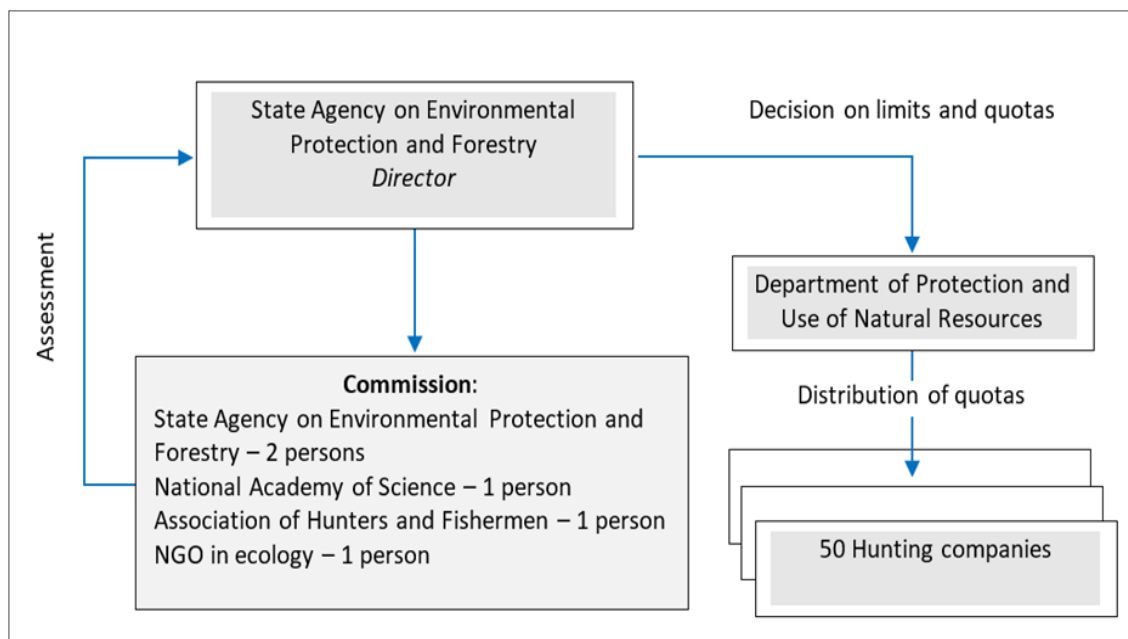 State Agency on Environmental
Protection and Forestry
Director
Decision on limits and quotas
Assessment
Department of Protection and
Use of Natural Resources
Commission:
State Agency on Environmental Protection and
Forestry – 2 persons
National Academy of Science – 1 person
Association of Hunters and Fishermen – 1 person
NGO in ecology – 1 person
Distribution of quotas
50 Hunting companies